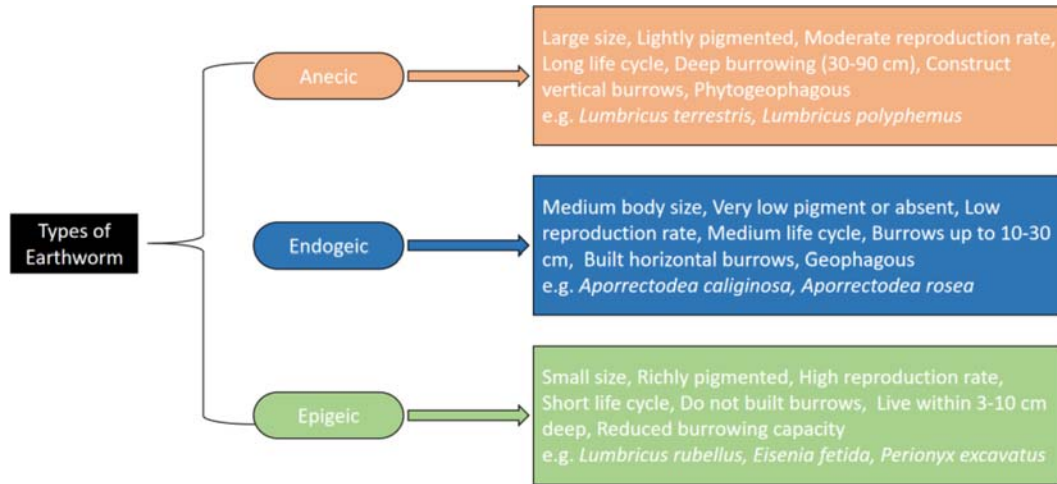 Types of
Earthworm
Anecic
Large size, Lightly pigmented, Moderate reproduction rate,
Long life cycle, Deep burrowing (30-90 cm), Construct
vertical burrows, Phytogeophagous
e.g. Lumbricus terrestris, Lumbricus polyphemus
Endogeic
Medium body size, Very low pigment or absent, Low
reproduction rate, Medium life cycle, Burrows up to 10-30
cm, Built horizontal burrows, Geophagous
e.g. Aporrectodea caliginosa, Aporrectodea rosea
Epigeic
Small size, Richly pigmented, High reproduction rate,
Short life cycle, Do not built burrows, Live within 3-10 cm
deep, Reduced burrowing capacity
e.g. Lumbricus rubellus, Eisenia fetida, Perionyx excavatus